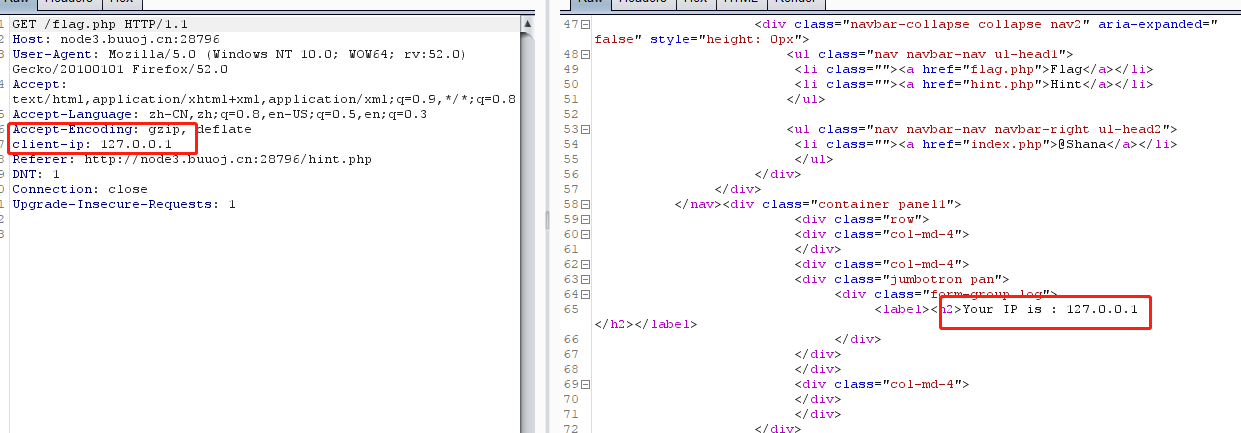 Raw Headers Hex
1 GET /flag.php HTTP/1.1
2 Host: node3.buuoj.cn:28796
3 User-Agent: Mozilla/5.0 (Windows NT 10.0; WOW64; rv:52.0)
Gecko/20100101 Firefox/52.0
4 Accept:
text/html,application/xhtml+xml,application/xml;q=0.9,*/*;q=0.8
5 Accept-Language: zh-CN,zh;q=0.8,en-US;q=0.5,en;q=0.3
6 Accept-Encoding: gzip, deflate
7 client-ip: 127.0.0.1
8 Referer: http://node3.buuoj.cn:28796/hint.php
9 DNT: 1
0 Connection: close
1 Upgrade-Insecure-Requests: 1
2
3
Raw Headers Hex HTML Render
47 <div class="navbar-collapse collapse nav2" aria-expanded="
false" style="height: 0px">
48 <ul class="nav navbar-nav ul-head1">
49 <li class=""><a href="flag.php">Flag</a></li>
50 <li class=""><a href="hint.php">Hint</a></li>
51 </ul>
52
53 <ul class="nav navbar-nav navbar-right ul-head2">
54 <li class=""><a href="index.php">@Shana</a></li>
55 </ul>
56 </div>
57 </div>
58 </nav><div class="container panel1">
59 <div class="row">
60 <div class="col-md-4">
61 </div>
62 <div class="col-md-4">
63 <div class="jumbotron pan">
64 <div class="form-group log">
65 <label><h2>Your IP is : 127.0.0.1
</h2></label>
66 </div>
67 </div>
68 </div>
69 <div class="col-md-4">
70 </div>
71 </div>
72 </div>